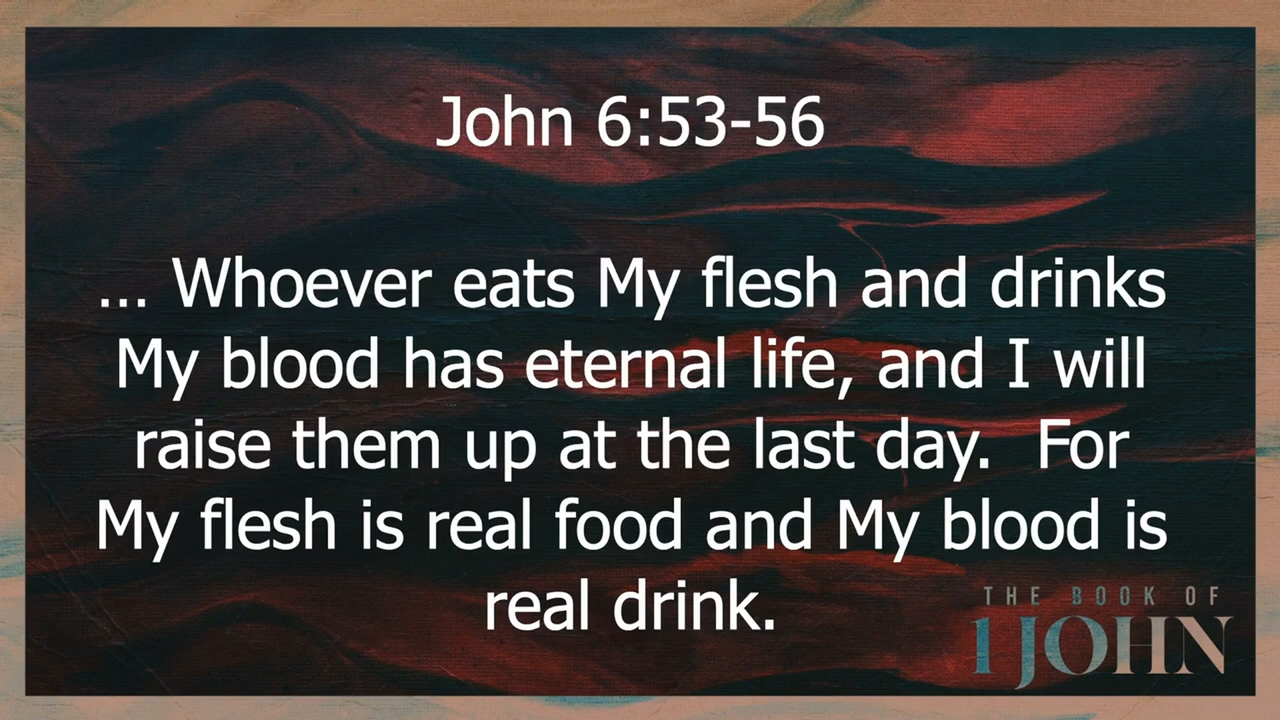 John 6:53-56
... Whoever eats My flesh and drinks
My blood has eternal life, and I will
raise them up at the last day.  For
My flesh is real food and My blood is
real drink.
THE BOOK OF
1 JOHN